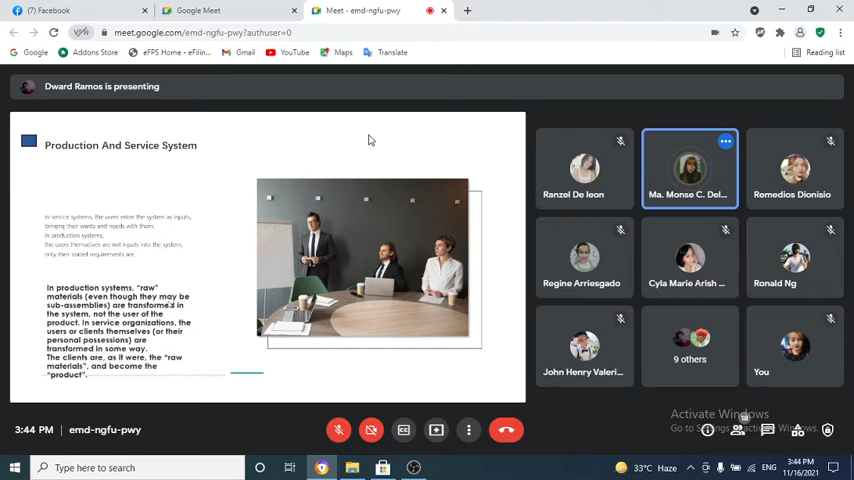 (7) Facebook
Google Meet
Meet - emd-ngfu-pwy
meet.google.com/emd-ngfu-pwy?authuser=0
Google
Addons Store
eFPS Home - eFilin...
Gmail
YouTube
Maps
Translate
Reading list
Dward Ramos is presenting
Production And Service System
In service systems, the users enter the system as inputs,
bringing their wants and needs with them.
In production systems,
the users themselves are not inputs into the system,
only their stated requirements are
In production systems, “raw”
materials (even though they may be
sub-assemblies) are transformed in
the system, not the user of the
product. In service organizations, the
users or clients themselves (or their
personal possessions) are
transformed in some way.
The clients are, as it were, the “raw
materials”, and become the
“product”.
Ranzel De leon
Ma. Monse C. Del...
Remedios Dionisio
Regine Arriesgado
Cyla Marie Arish ...
Ronald Ng
John Henry Valeri...
9 others
You
Activate Windows
Go to Settings to activate Windows.
3:44 PM
emd-ngfu-pwy
18
Type here to search
33°C Haze
ENG
3:44 PM
11/16/2021